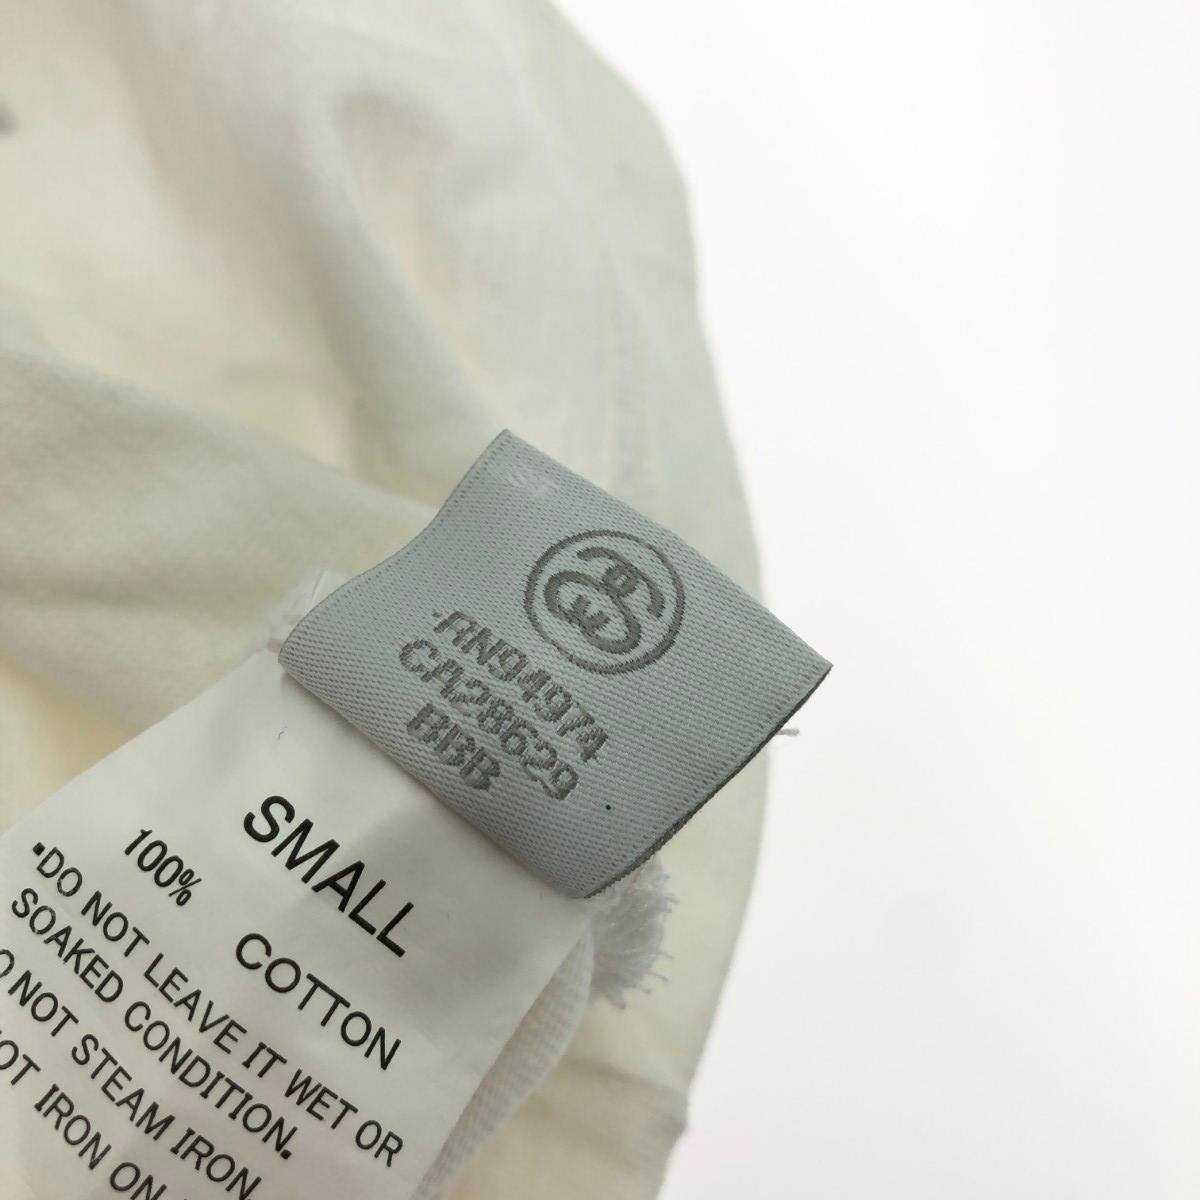 RN94974
CA28629
BBB
SMALL
100% COTTON
•DO NOT LEAVE IT WET OR
SOAKED CONDITION.
NOT STEAM IRON
IRON ON